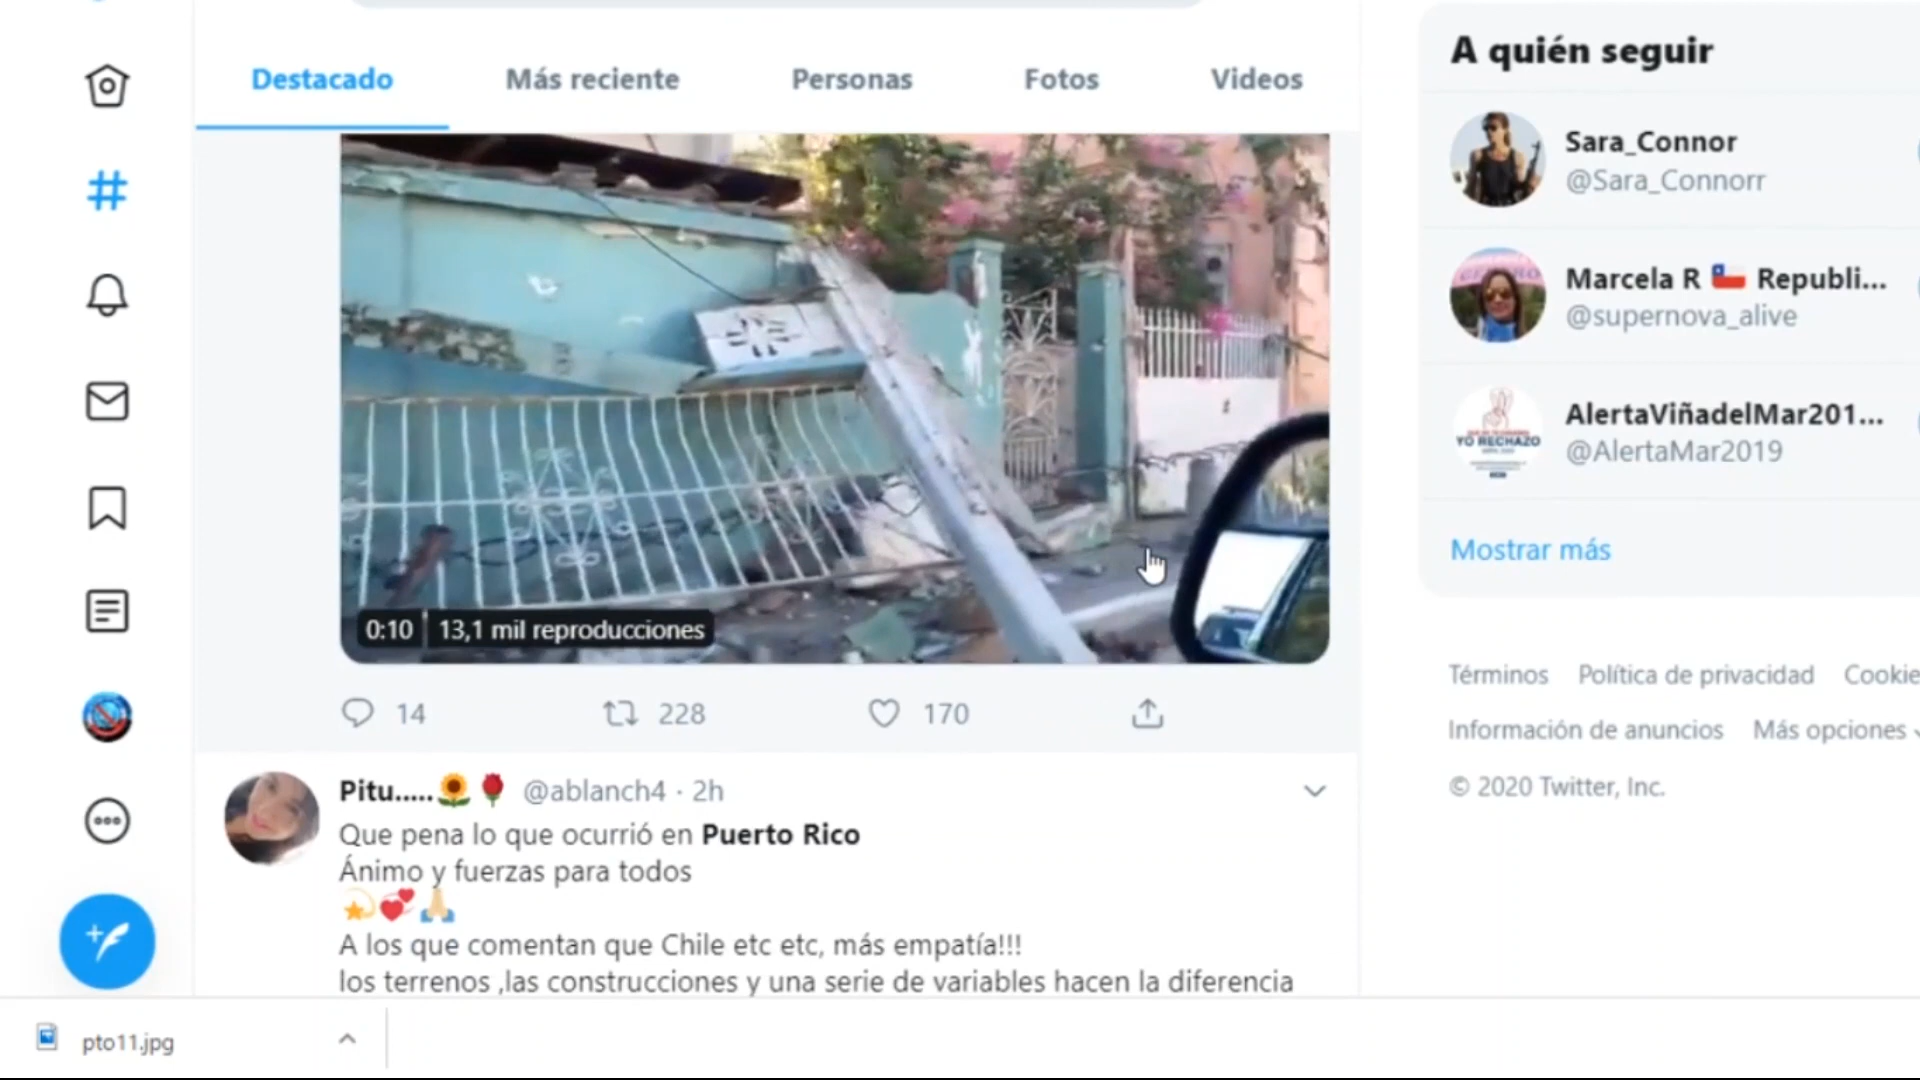 Destacado
Más reciente
Personas
Fotos
Videos
0:10
13,1 mil reproducciones
14
228
170
Pitu..... @ablanch4 · 2h
Que pena lo que ocurrió en Puerto Rico
Ánimo y fuerzas para todos
A los que comentan que Chile etc etc, más empatía!!!
los terrenos ,las construcciones y una serie de variables hacen la diferencia
A quién seguir
Sara_Connor
@Sara_Connorr
Marcela R Republi...
@supernova_alive
YO RECHAZO
AlertaViñadelMar201...
@AlertaMar2019
Mostrar más
Términos Política de privacidad Cookie
Información de anuncios Más opciones
© 2020 Twitter, Inc.
pto11.jpg